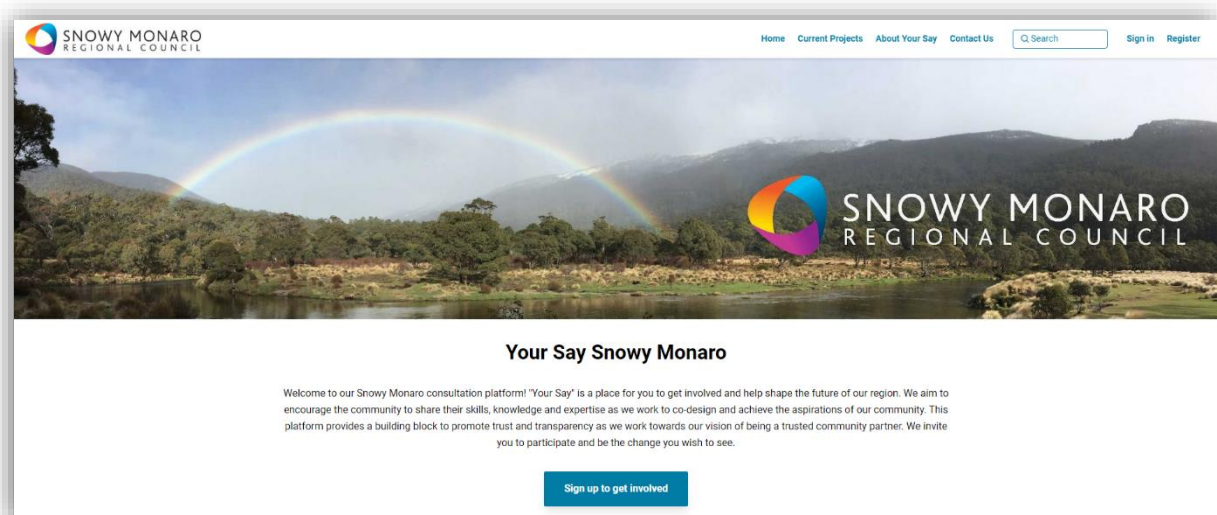 SNOWY MONARO
REGIONAL COUNCIL
Home Current Projects About Your Say Contact Us Search Sign in Register
SNOWY MONARO
REGIONAL COUNCIL
Your Say Snowy Monaro
Welcome to our Snowy Monaro consultation platform! "Your Say" is a place for you to get involved and help shape the future of our region. We aim to
encourage the community to share their skills, knowledge and expertise as we work to co-design and achieve the aspirations of our community. This
platform provides a building block to promote trust and transparency as we work towards our vision of being a trusted community partner. We invite
you to participate and be the change you wish to see.
Sign up to get involved